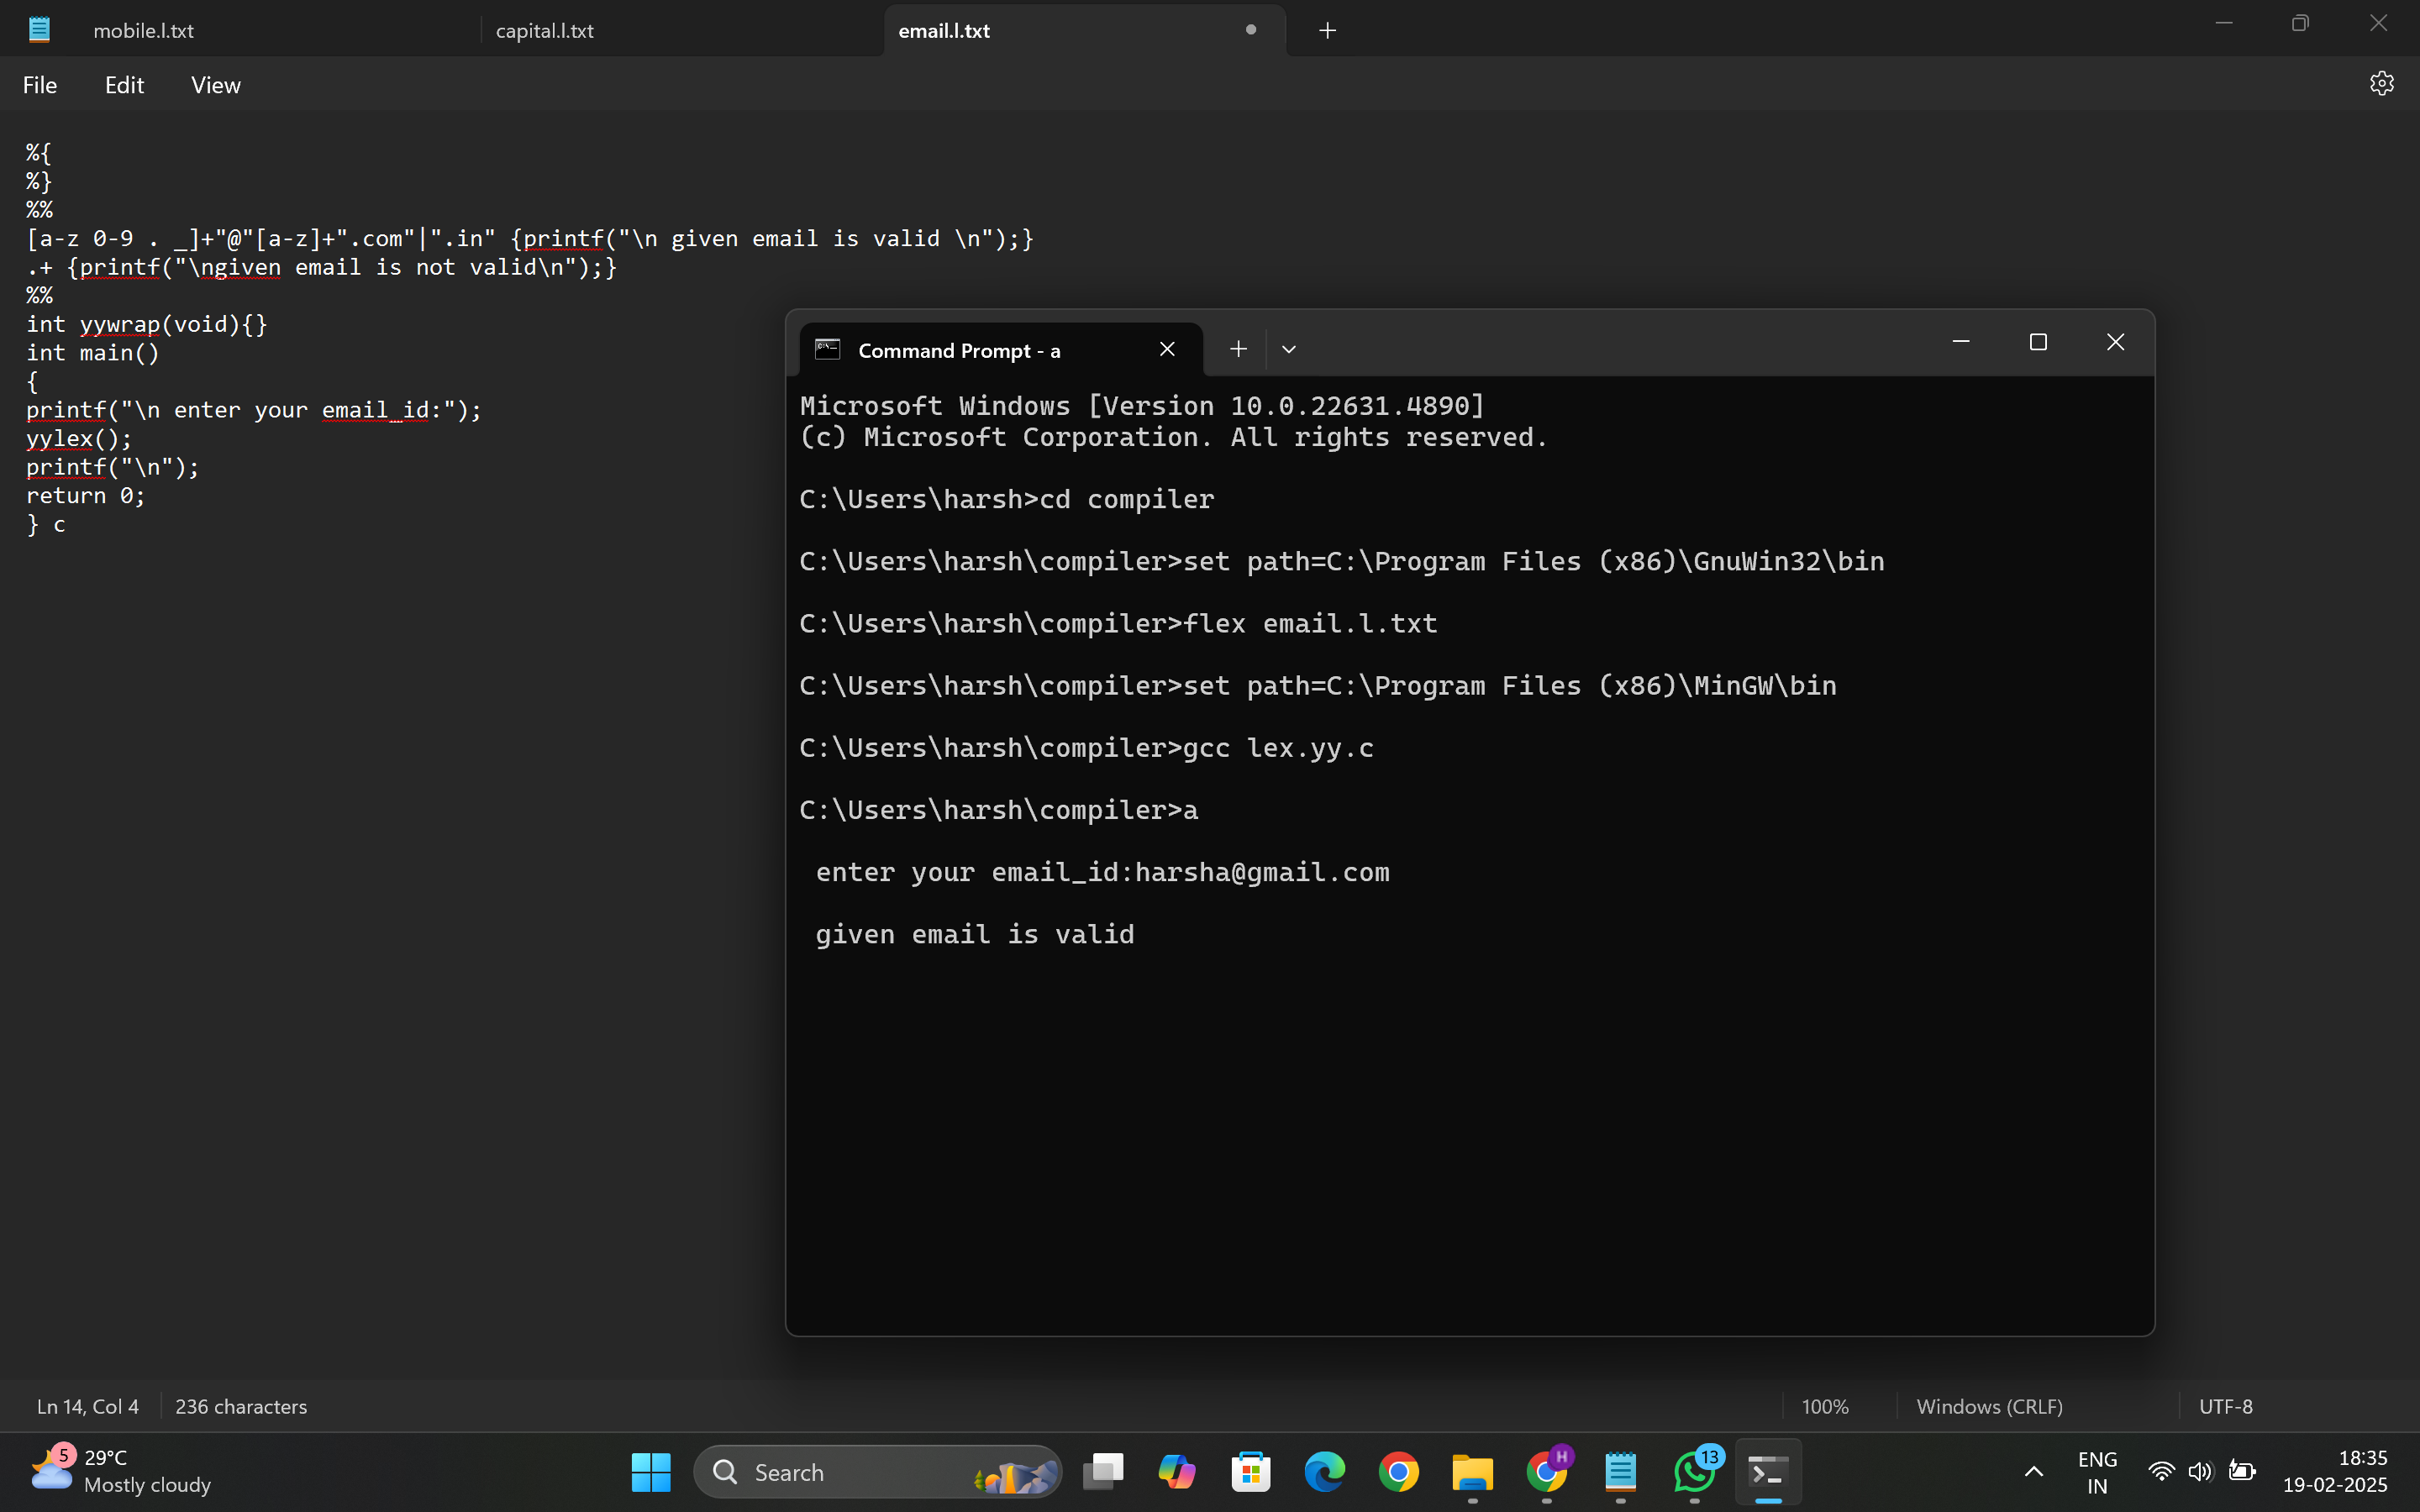 mobile.l.txt
capital.l.txt
email.l.txt
File
Edit
View
%{
%}
%%
[a-z 0-9 . _]+"@"[a-z]+".com"|".in" {printf("\n given email is valid \n");}
.+ {printf("\ngiven email is not valid\n");}
%%
int yywrap(void){}
int main()
{
printf("\n enter your email_id:");
yylex();
printf("\n");
return 0;
} c
Command Prompt - a
Microsoft Windows [Version 10.0.22631.4890]
(c) Microsoft Corporation. All rights reserved.
C:\Users\harsh>cd compiler
C:\Users\harsh\compiler>set path=C:\Program Files (x86)\GnuWin32\bin
C:\Users\harsh\compiler>flex email.l.txt
C:\Users\harsh\compiler>set path=C:\Program Files (x86)\MinGW\bin
C:\Users\harsh\compiler>gcc lex.yy.c
C:\Users\harsh\compiler>a
enter your email_id:harsha@gmail.com
given email is valid
Ln 14, Col 4
236 characters
100%
Windows (CRLF)
UTF-8
5
29°C
Mostly cloudy
Search
H
13
ENG
IN
18:35
19-02-2025